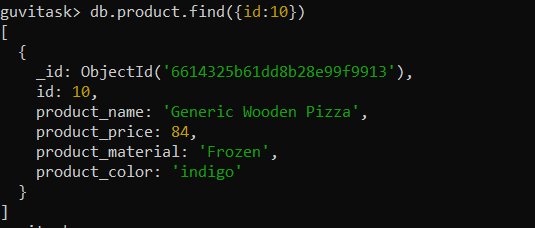 guvitask> db.product.find({id:10})
[
  {
    _id: ObjectId('6614325b61dd8b28e99f9913'),
    id: 10,
    product_name: 'Generic Wooden Pizza',
    product_price: 84,
    product_material: 'Frozen',
    product_color: 'indigo'
  }
]